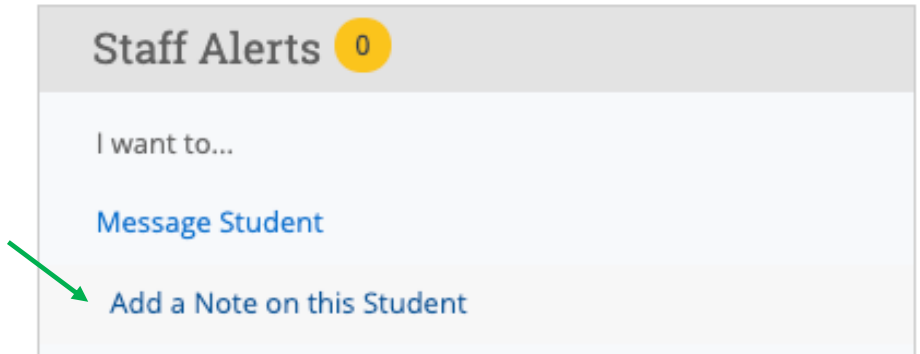 Staff Alerts 0
I want to...
Message Student
Add a Note on this Student